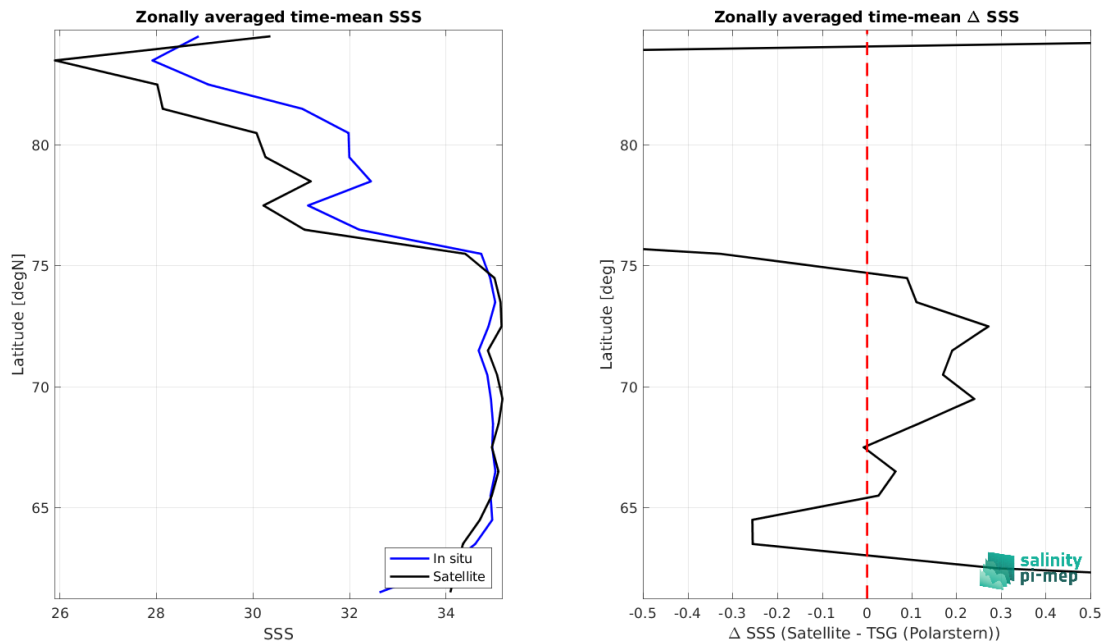 Zonally averaged time-mean SSS
Latitude [degN]
80
75
70
65
26
28
30
32
34
SSS
In situ
Satellite
Zonally averaged time-mean Δ SSS
Latitude [deg]
80
75
70
65
-0.5
-0.4
-0.3
-0.2
-0.1
0
0.1
0.2
0.3
0.4
0.5
Δ SSS (Satellite - TSG (Polarstern))
salinity
pi-mep